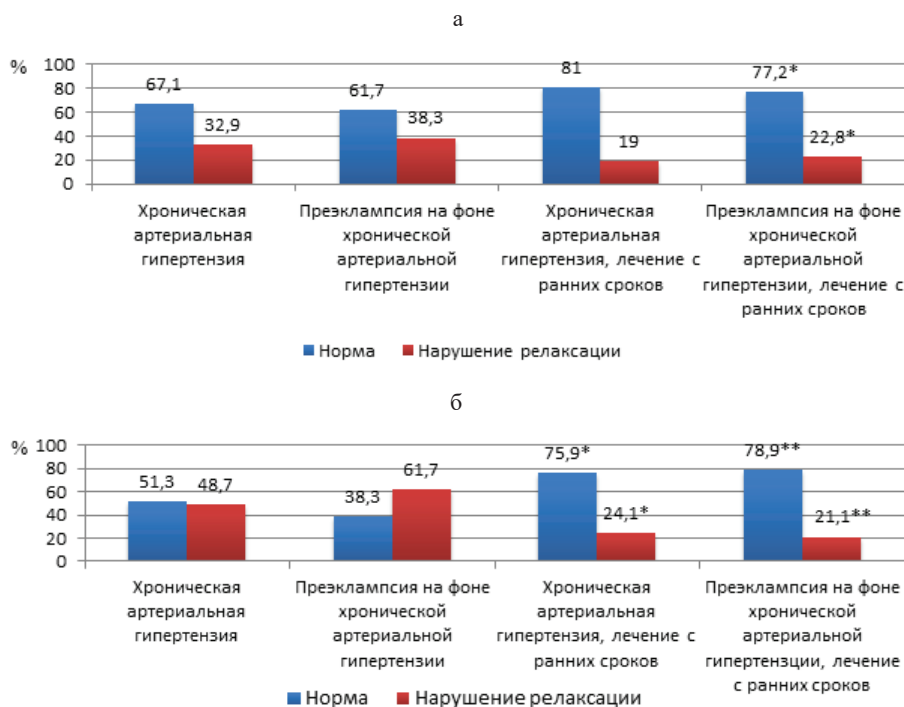 а
%
100
80
60
40
20
0
67,1
32,9
61,7
38,3
81
19
77,2*
22,8*
Хроническая
артериальная
гипертензия
Преэклампсия на фоне
хронической
артериальной
гипертензии
Хроническая
артериальная
гипертензия, лечение с
ранних сроков
Преэклампсия на фоне
хронической
артериальной
гипертензии, лечение с
ранних сроков
Норма
Нарушение релаксации
б
%
100
80
60
40
20
0
51,3
48,7
38,3
61,7
75,9*
24,1*
78,9**
21,1**
Хроническая
артериальная
гипертензия
Преэклампсия на фоне
хронической
артериальной
гипертензии
Хроническая
артериальная
гипертензия, лечение с
ранних сроков
Преэклампсия на фоне
хронической
артериальной
гипертензции, лечение
с ранних сроков
Норма
Нарушение релаксации